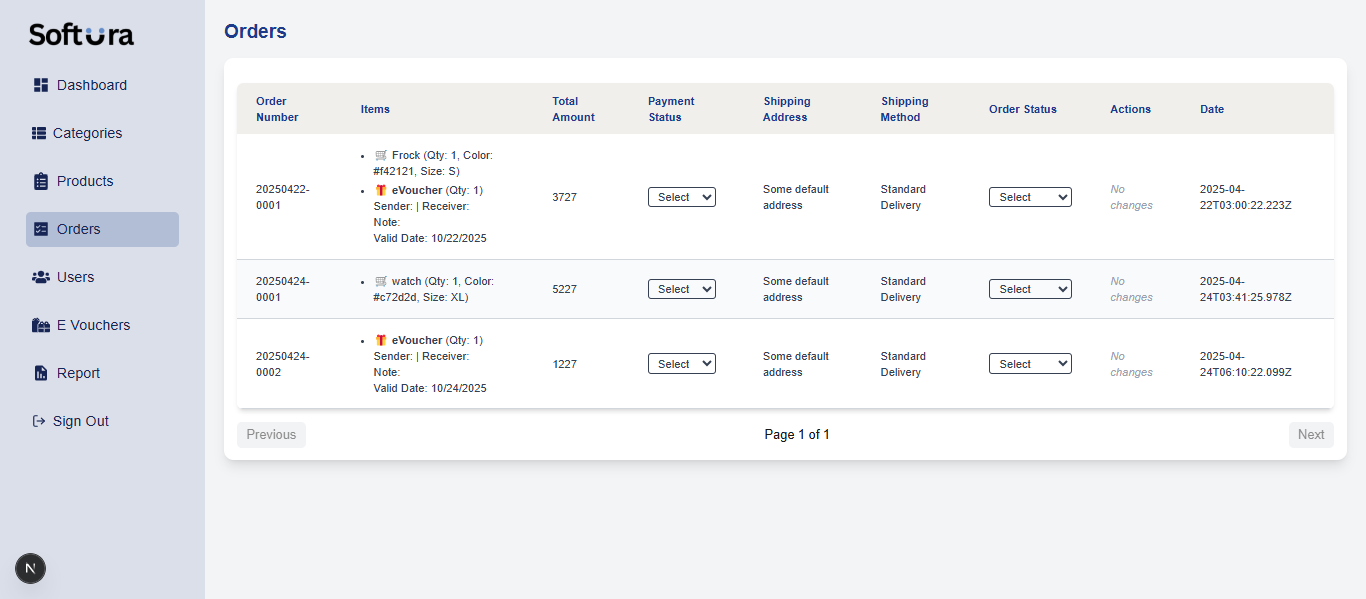 Softura
Dashboard
Categories
Products
Orders
Users
E Vouchers
Report
Sign Out
N
Orders
Order Number
Items
Total Amount
Payment Status
Shipping Address
Shipping Method
Order Status
Actions
Date
20250422-
0001
Frock (Qty: 1, Color:
#f42121, Size: S)
eVoucher (Qty: 1)
Sender: | Receiver:
Note:
Valid Date: 10/22/2025
3727
Select
Some default
address
Standard
Delivery
Select
No
changes
2025-04-
22T03:00:22.223Z
20250424-
0001
watch (Qty: 1, Color:
#c72d2d, Size: XL)
5227
Select
Some default
address
Standard
Delivery
Select
No
changes
2025-04-
24T03:41:25.978Z
20250424-
0002
eVoucher (Qty: 1)
Sender: | Receiver:
Note:
Valid Date: 10/24/2025
1227
Select
Some default
address
Standard
Delivery
Select
No
changes
2025-04-
24T06:10:22.099Z
Previous
Page 1 of 1
Next